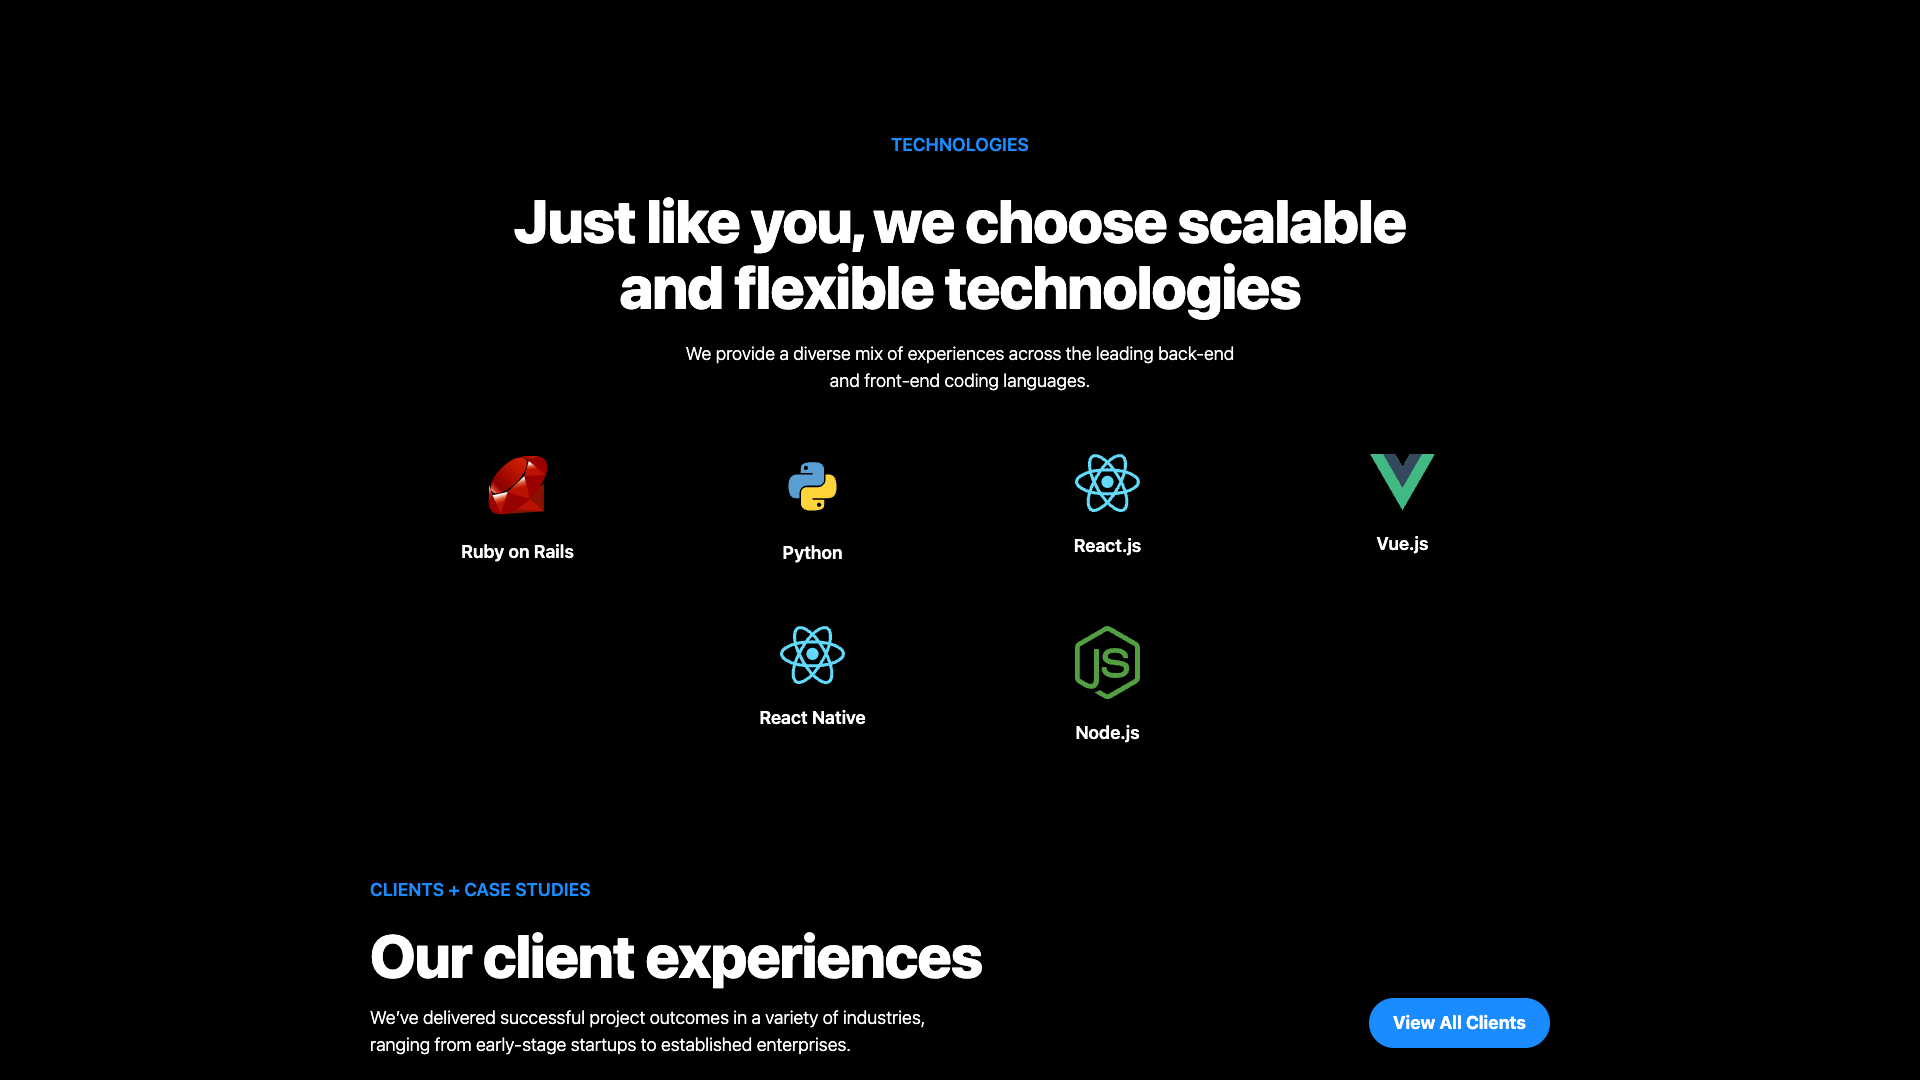 TECHNOLOGIES
Just like you, we choose scalable
and flexible technologies
We provide a diverse mix of experiences across the leading back-end
and front-end coding languages.
Ruby on Rails
Python
React.js
Vue.js
React Native
JS
Node.js
CLIENTS + CASE STUDIES
Our client experiences
We’ve delivered successful project outcomes in a variety of industries,
ranging from early-stage startups to established enterprises.
View All Clients